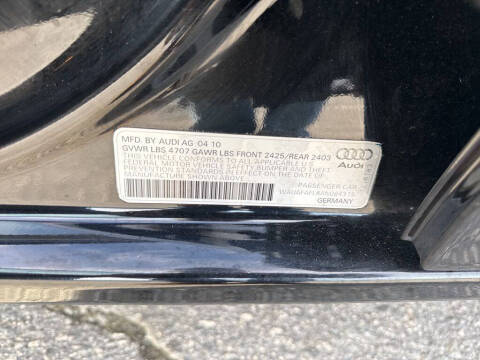 MFD. BY AUDI AG 04 10
GVWR LBS 4707 GAWR LBS FRONT 2425/REAR 2403
THIS VEHICLE CONFORMS TO ALL APPLICABLE U.S.
FEDERAL MOTOR VEHICLE SAFETY BUMPER AND THEFT
PREVENTION STANDARDS IN EFFECT ON THE DATE OF
MANUFACTURE SHOWN ABOVE.
Audi
PASSENGER CAR
GERMANY